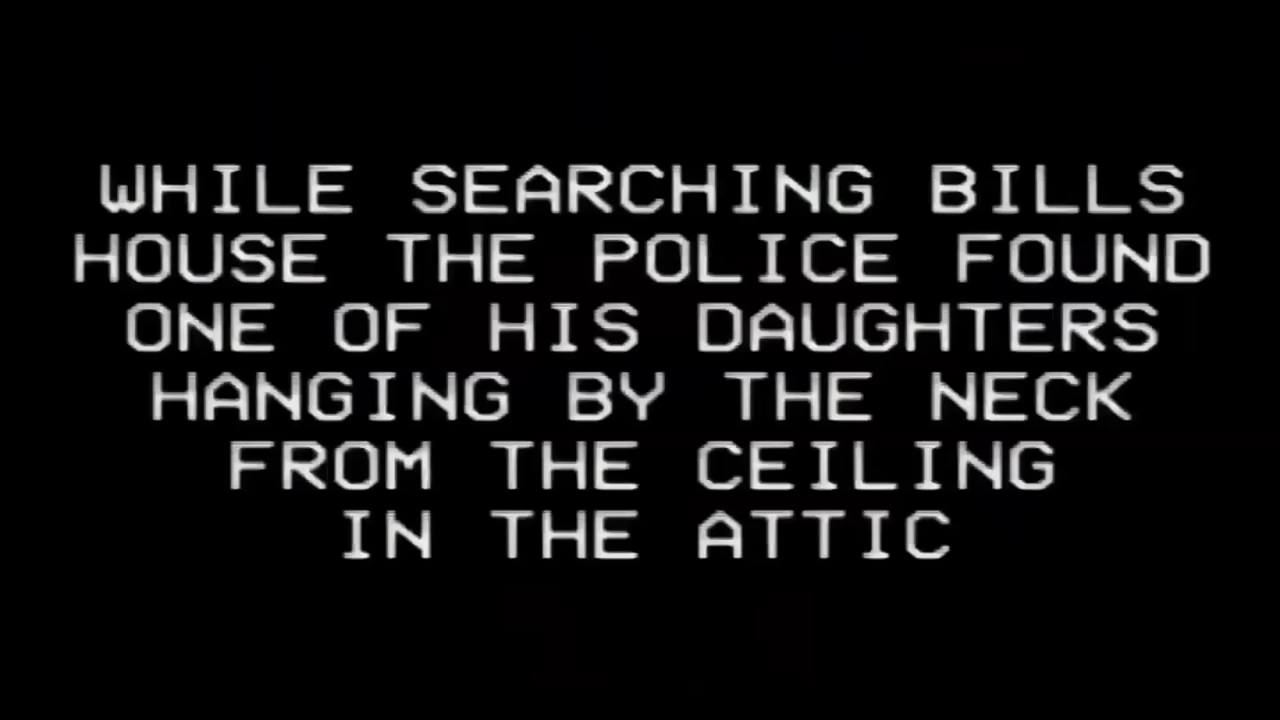 WHILE SEARCHING BILLS
HOUSE THE POLICE FOUND
ONE OF HIS DAUGHTERS
HANGING BY THE NECK
FROM THE CEILING
IN THE ATTIC